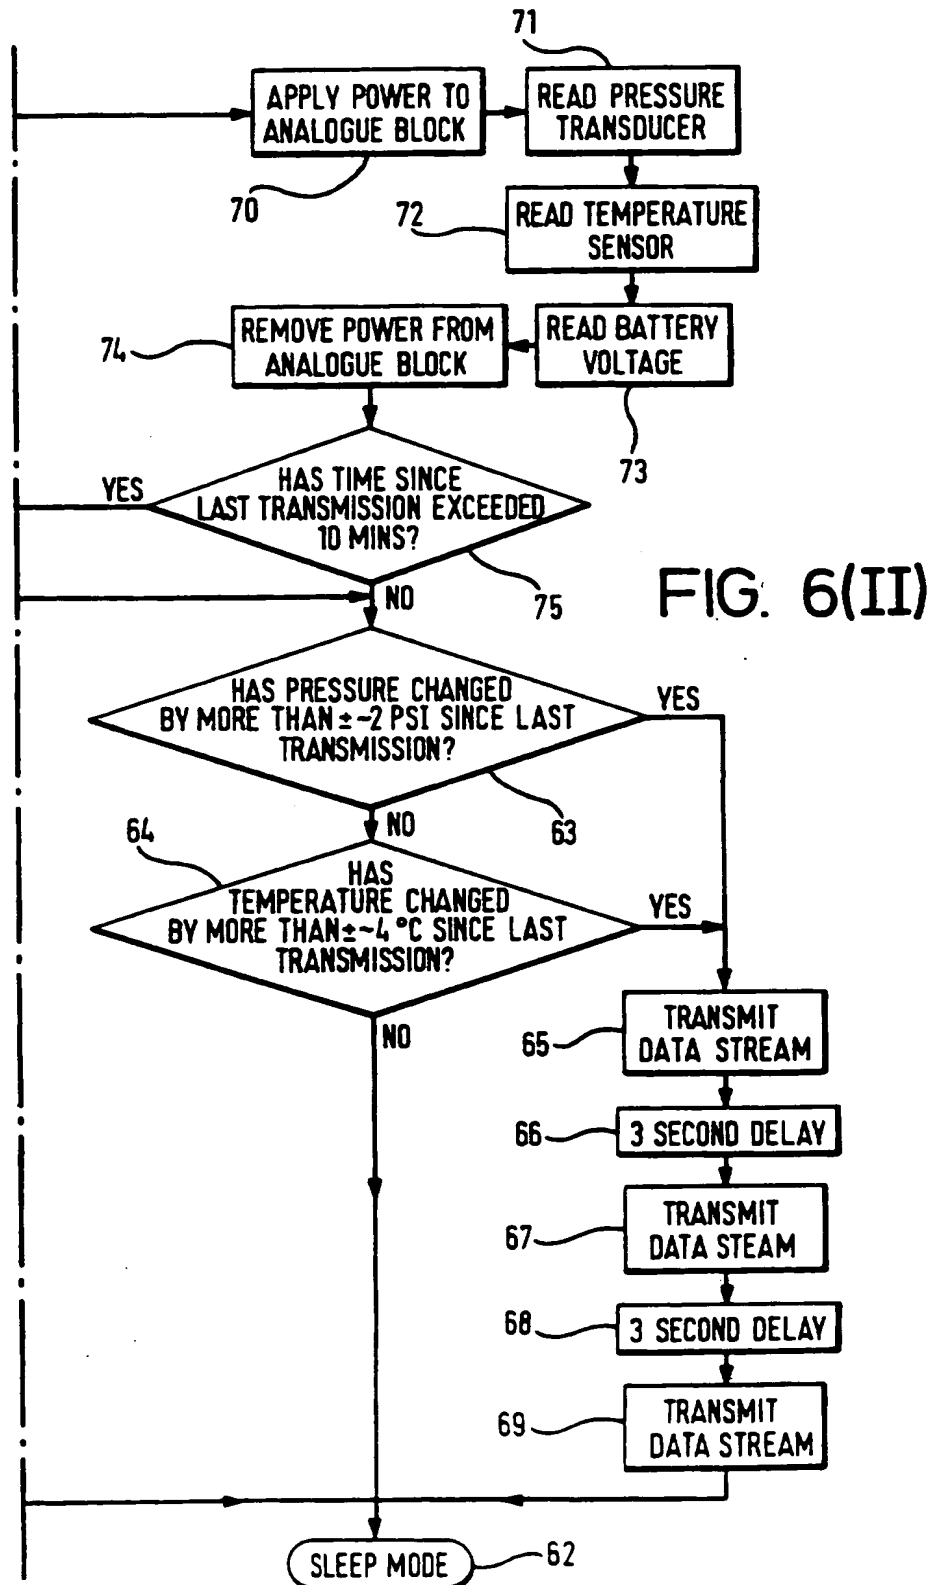 71
APPLY POWER TO
ANALOGUE BLOCK
READ PRESSURE
TRANSDUCER
70
72
READ TEMPERATURE
SENSOR
74
REMOVE POWER FROM
ANALOGUE BLOCK
READ BATTERY
VOLTAGE
73
YES
HAS TIME SINCE
LAST TRANSMISSION EXCEEDED
10 MINS?
NO
75
FIG. 6(II)
HAS PRESSURE CHANGED
BY MORE THAN ±~2 PSI SINCE LAST
TRANSMISSION?
YES
NO
63
64
HAS
TEMPERATURE CHANGED
BY MORE THAN ±~4 °C SINCE LAST
TRANSMISSION?
YES
NO
65
TRANSMIT
DATA STREAM
66
3 SECOND DELAY
67
TRANSMIT
DATA STEAM
68
3 SECOND DELAY
69
TRANSMIT
DATA STREAM
SLEEP MODE
62